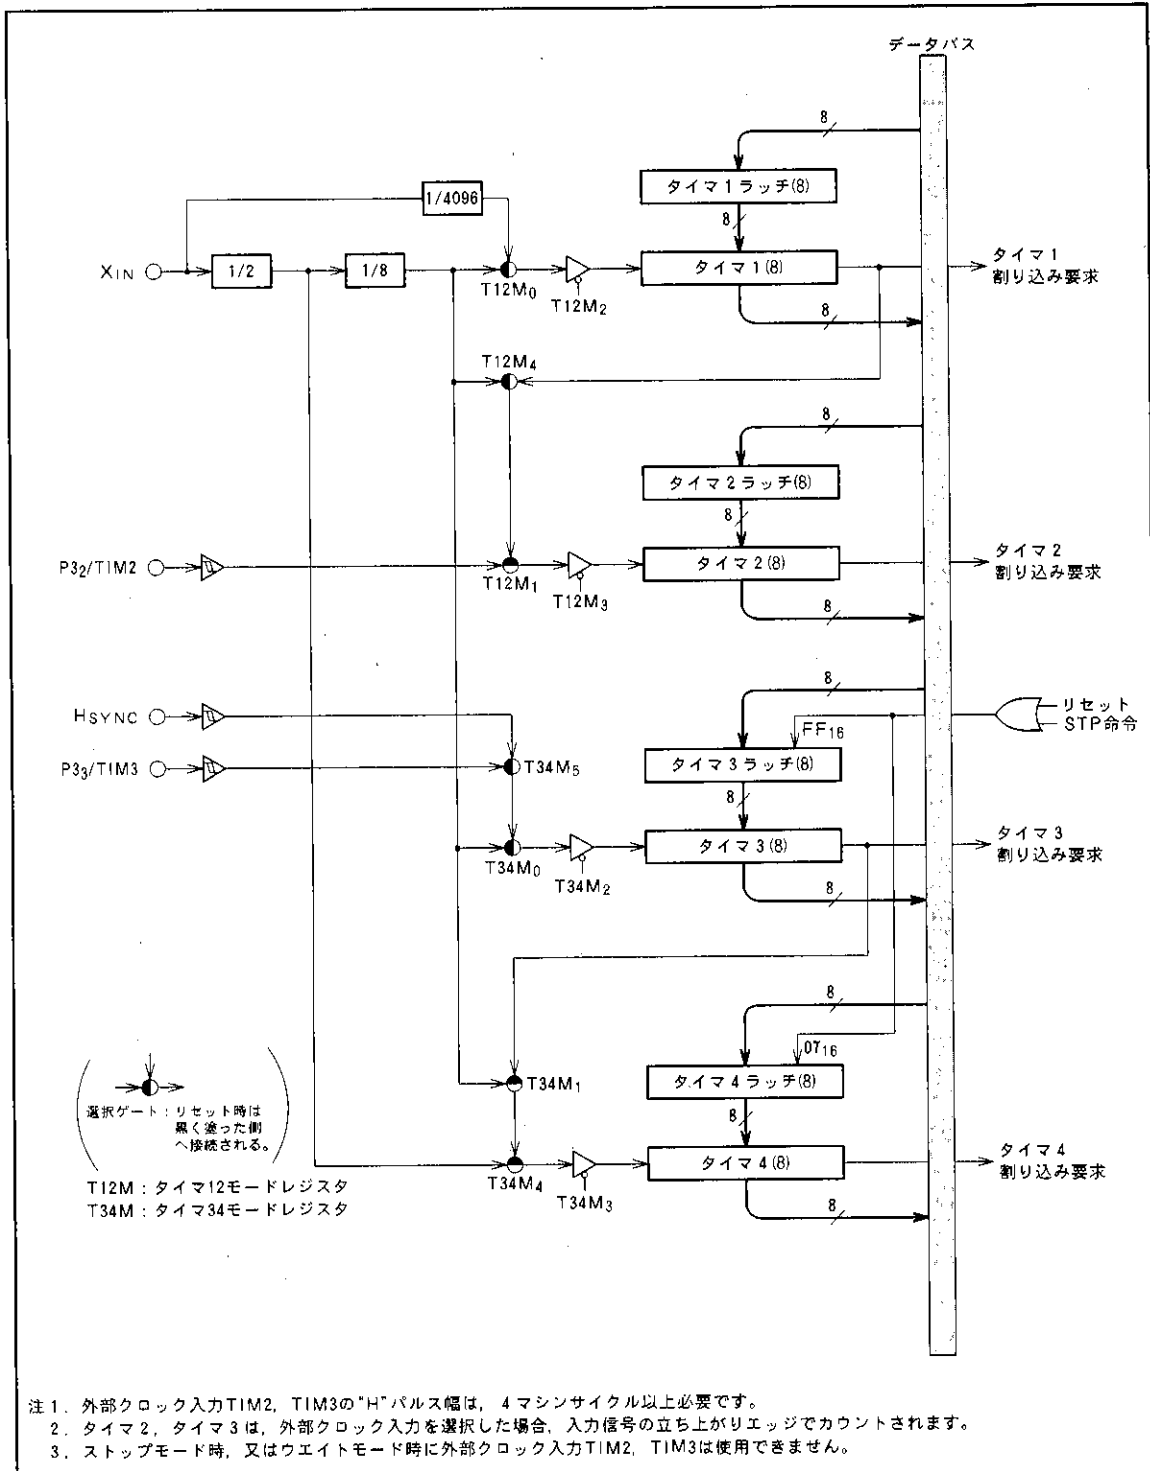 データバス
8
タイマ1ラッチ(8)
1/4096
8
XIN
1/2
1/8
タイマ1(8)
タイマ1
割り込み要求
T12M0
T12M2
8
T12M4
8
タイマ2ラッチ(8)
8
P32/TIM2
タイマ2(8)
タイマ2
割り込み要求
T12M1
T12M3
8
8
HSYNC
FF16
リセット
STP命令
P33/TIM3
T34M5
タイマ3ラッチ(8)
8
タイマ3(8)
タイマ3
割り込み要求
T34M0
T34M2
8
8
0716
T34M1
タイマ4ラッチ(8)
選択ゲート:リセット時は
黒く塗った側
へ接続される。
8
タイマ4(8)
タイマ4
割り込み要求
T34M4
T34M3
8
T12M:タイマ12モードレジスタ
T34M:タイマ34モードレジスタ
注1.外部クロック入力TIM2,TIM3の"H"パルス幅は,4マシンサイクル以上必要です。
2.タイマ2,タイマ3は,外部クロック入力を選択した場合,入力信号の立ち上がりエッジでカウントされます。
3.ストップモード時,又はウエイトモード時に外部クロック入力TIM2,TIM3は使用できません。